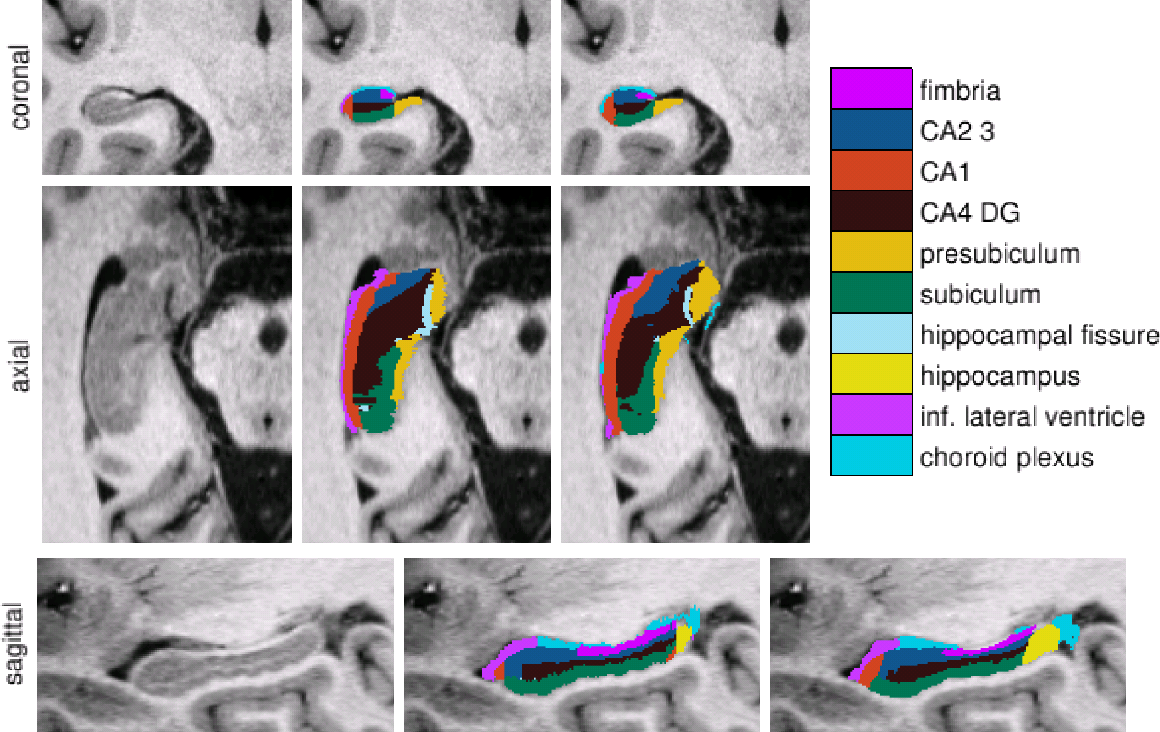 coronal
axial
sagittal
fimbria
CA2 3
CA1
CA4 DG
presubiculum
subiculum
hippocampal fissure
hippocampus
inf. lateral ventricle
choroid plexus